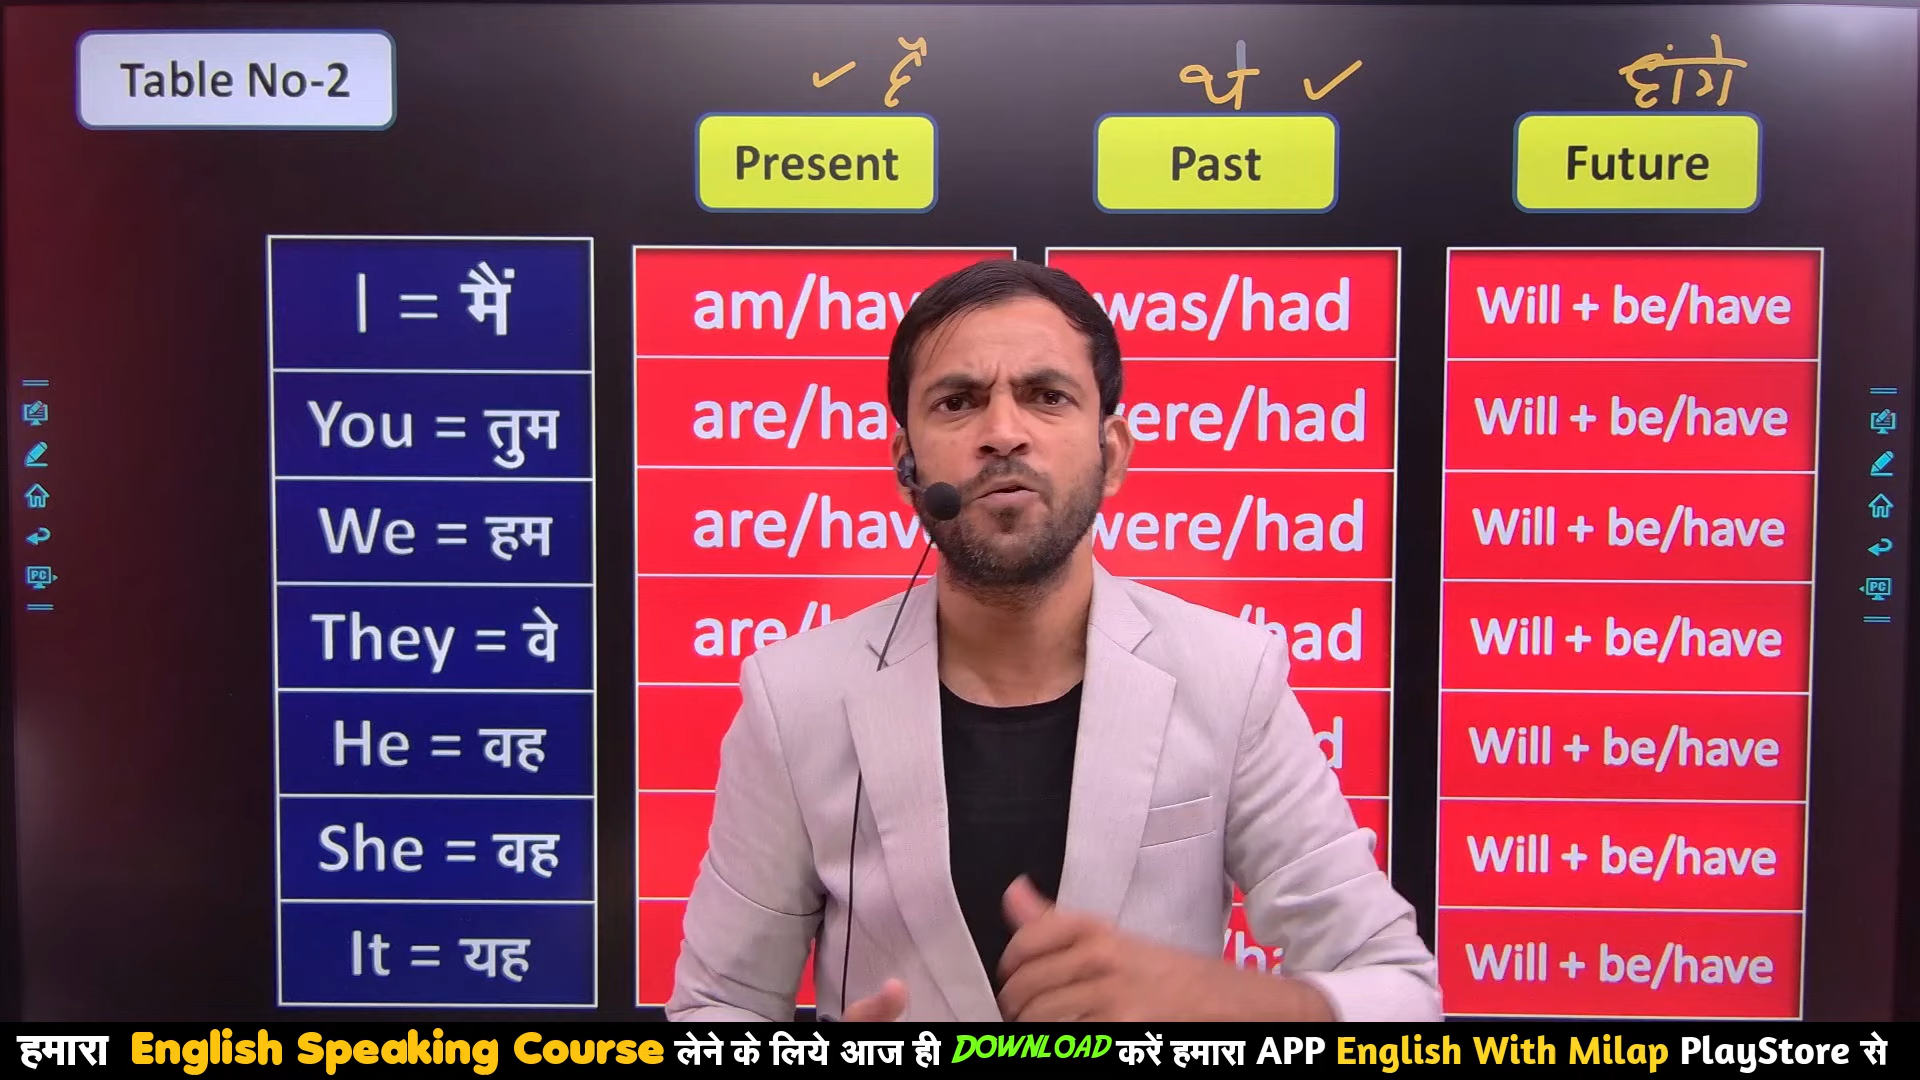 Table No-2
है
Present
Past
होंगे
Future
I = मैं
am/hav
was/had
Will + be/have
You = तुम
are/ha
ere/had
Will + be/have
We = हम
are/hav
were/had
Will + be/have
They = वे
are/
had
Will + be/have
He = वह
d
Will + be/have
She = वह
Will + be/have
It = यह
Will + be/have
PC
PC
हमारा English Speaking Course लेने के लिये आज ही DOWNLOAD करें हमारा APP English With Milap PlayStore से